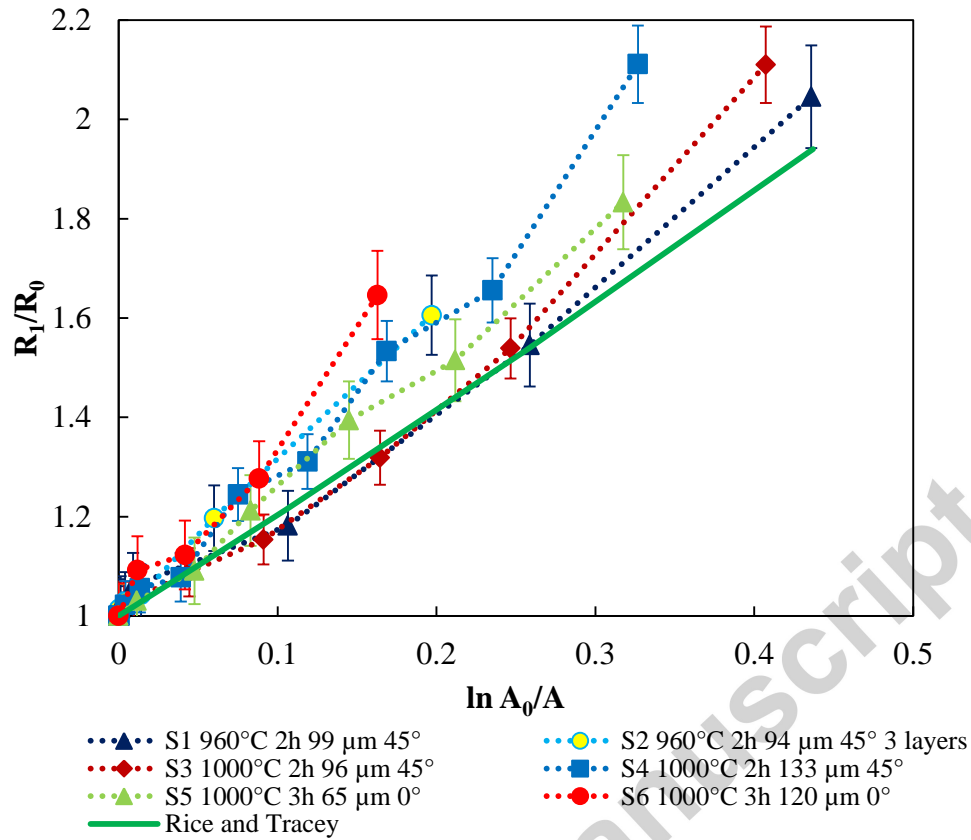 2.2
2
1.8
1.6
1.4
1.2
1
R1/R0
0 0.1 0.2 0.3 0.4 0.5
ln A0/A
S1 960°C 2h 99 µm 45° S2 960°C 2h 94 µm 45° 3 layers
S3 1000°C 2h 96 µm 45° S4 1000°C 2h 133 µm 45°
S5 1000°C 3h 65 µm 0° S6 1000°C 3h 120 µm 0°
Rice and Tracey
nuscript